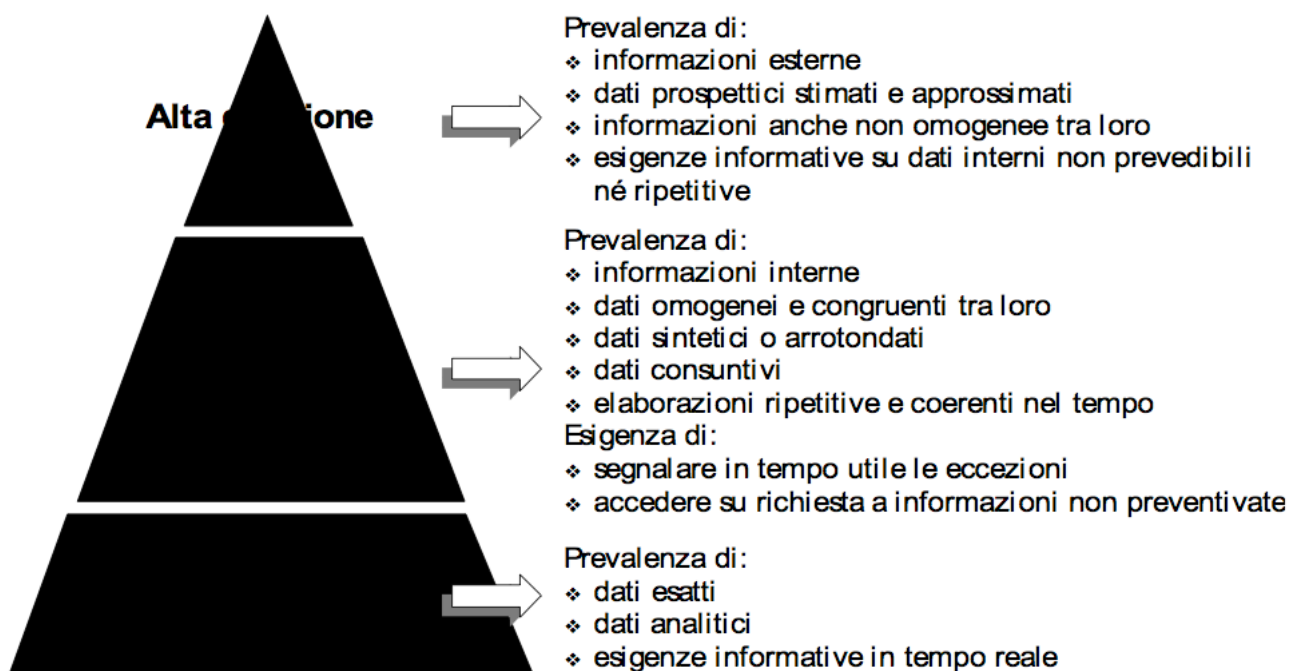 Prevalenza di:
❖ informazioni esterne
❖ dati prospettici stimati e approssimati
Alta
❖ informazioni anche non omogenee tra loro
❖ esigenze informative su dati interni non prevedibili
né ripetitive
Prevalenza di:
❖ informazioni interne
❖ dati omogenei e congruenti tra loro
❖ dati sintetici o arrotondati
❖ dati consuntivi
❖ elaborazioni ripetitive e coerenti nel tempo
Esigenza di:
❖ segnalare in tempo utile le eccezioni
❖ accedere su richiesta a informazioni non preventivate
Prevalenza di:
❖ dati esatti
❖ dati analitici
❖ esigenze informative in tempo reale